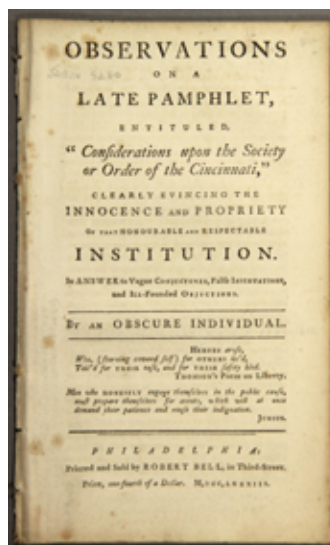 OBSERVATIONS
ON A
LATE PAMPHLET,
ENTITULED,
"Considerations upon the Society
or Order of the Cincinnati,"
CLEARLY EVINCING THE
INNOCENCE AND PROPRIETY
OF THAT HONOURABLE AND RESPECTABLE
INSTITUTION.
In ANSWER to Vague CONJECTURES, False INSINUATIONS,
and ILL-Founded OBJECTIONS.
BY AN OBSCURE INDIVIDUAL.
HEROES arose,
Who, (scorning coward self) for OTHERS liv'd,
Toil'd for THEIR ease, and for THEIR safety bled.
THOMSON's Poem on Liberty.
Men who HONESTLY engage themselves in the public cause,
must prepare themselves for events, which will at once
demand their patience and rouse their indignation.
JUNIUS.
PHILADELPHIA:
Printed and Sold by ROBERT BELL, in Third-Street.
Price, one-fourth of a Dollar. M,DCC,LXXXIII.